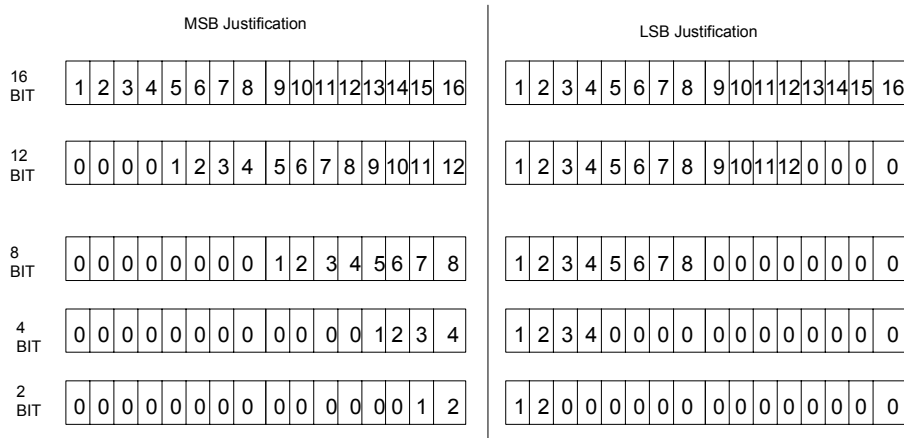 MSB Justification
LSB Justification
16
BIT
1 2 3 4 5 6 7 8 9 10 11 12 13 14 15 16
1 2 3 4 5 6 7 8 9 10 11 12 13 14 15 16
12
BIT
0 0 0 0 1 2 3 4 5 6 7 8 9 10 11 12
1 2 3 4 5 6 7 8 9 10 11 12 0 0 0 0
8
BIT
0 0 0 0 0 0 0 0 1 2 3 4 5 6 7 8
1 2 3 4 5 6 7 8 0 0 0 0 0 0 0 0
4
BIT
0 0 0 0 0 0 0 0 0 0 0 0 1 2 3 4
1 2 3 4 0 0 0 0 0 0 0 0 0 0 0 0
2
BIT
0 0 0 0 0 0 0 0 0 0 0 0 0 0 1 2
1 2 0 0 0 0 0 0 0 0 0 0 0 0 0 0